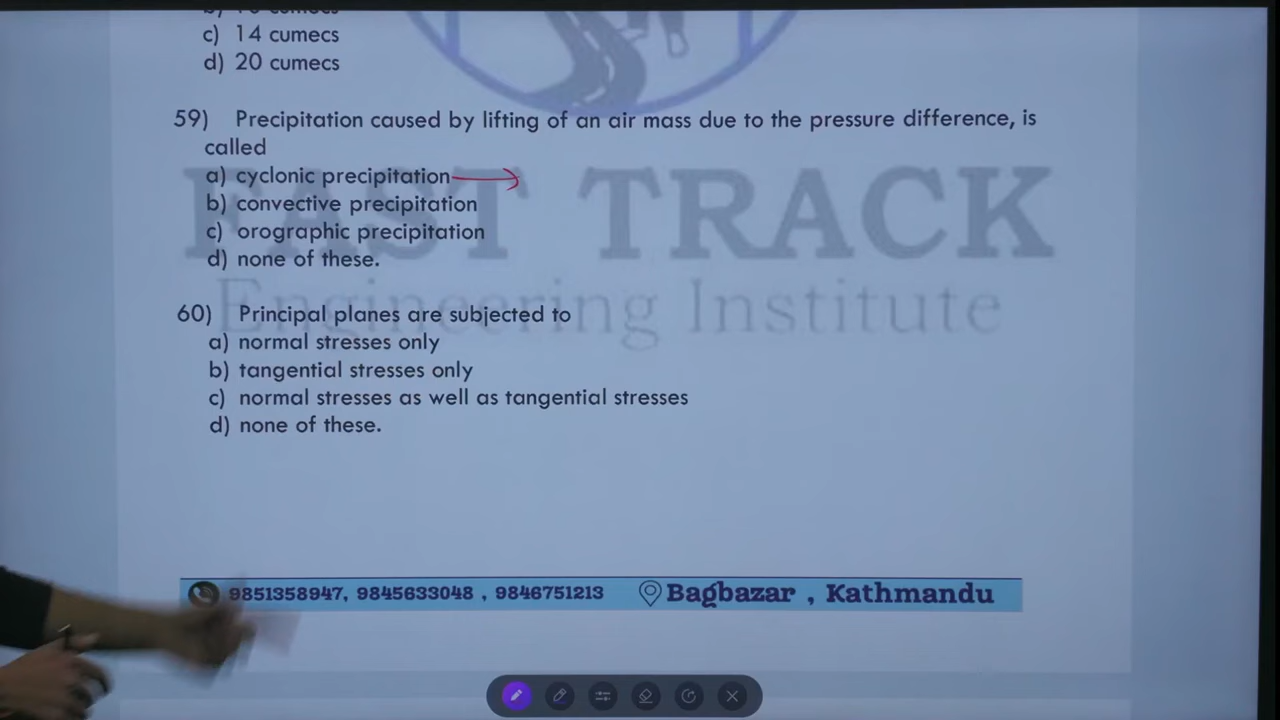 c) 14 cumecs
d) 20 cumecs
59) Precipitation caused by lifting of an air mass due to the pressure difference, is
called
a) cyclonic precipitation
b) convective precipitation
c) orographic precipitation
d) none of these.
FAST TRACK
Engineering Institute
60) Principal planes are subjected to
a) normal stresses only
b) tangential stresses only
c) normal stresses as well as tangential stresses
d) none of these.
9851358947, 9845633048 , 9846751213 Bagbazar , Kathmandu